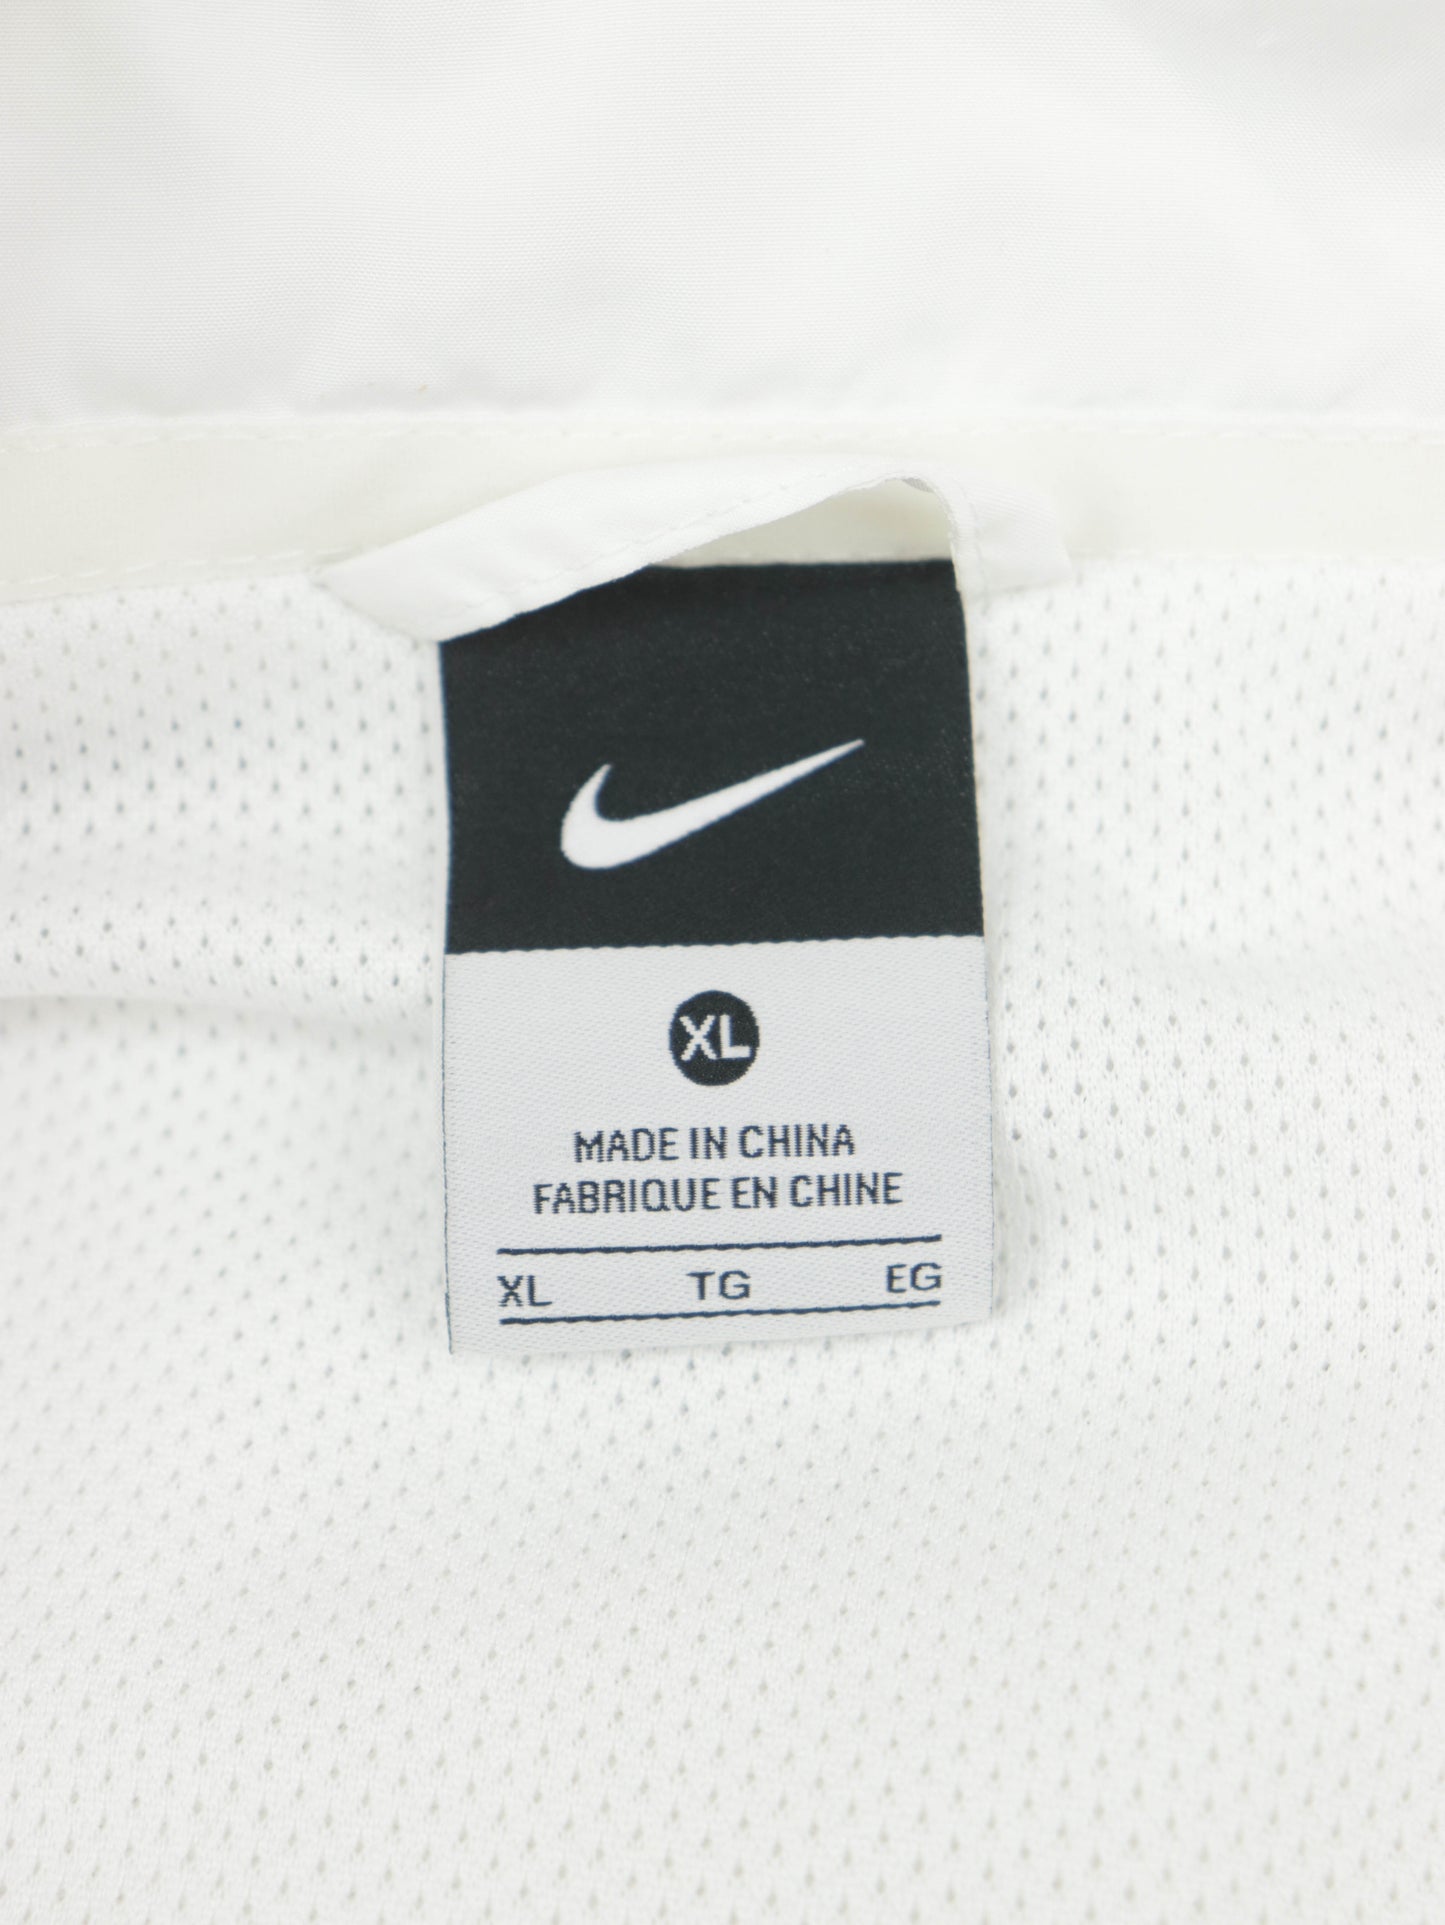 XL
MADE IN CHINA
FABRIQUE EN CHINE
XL TG EG